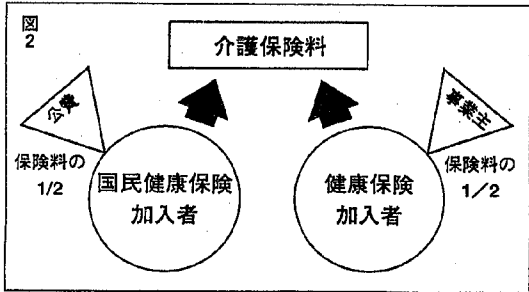 図
2
介護保険料
公費
事業主
保険料の
1/2
国民健康保険
加入者
健康保険
加入者
保険料の
1/2